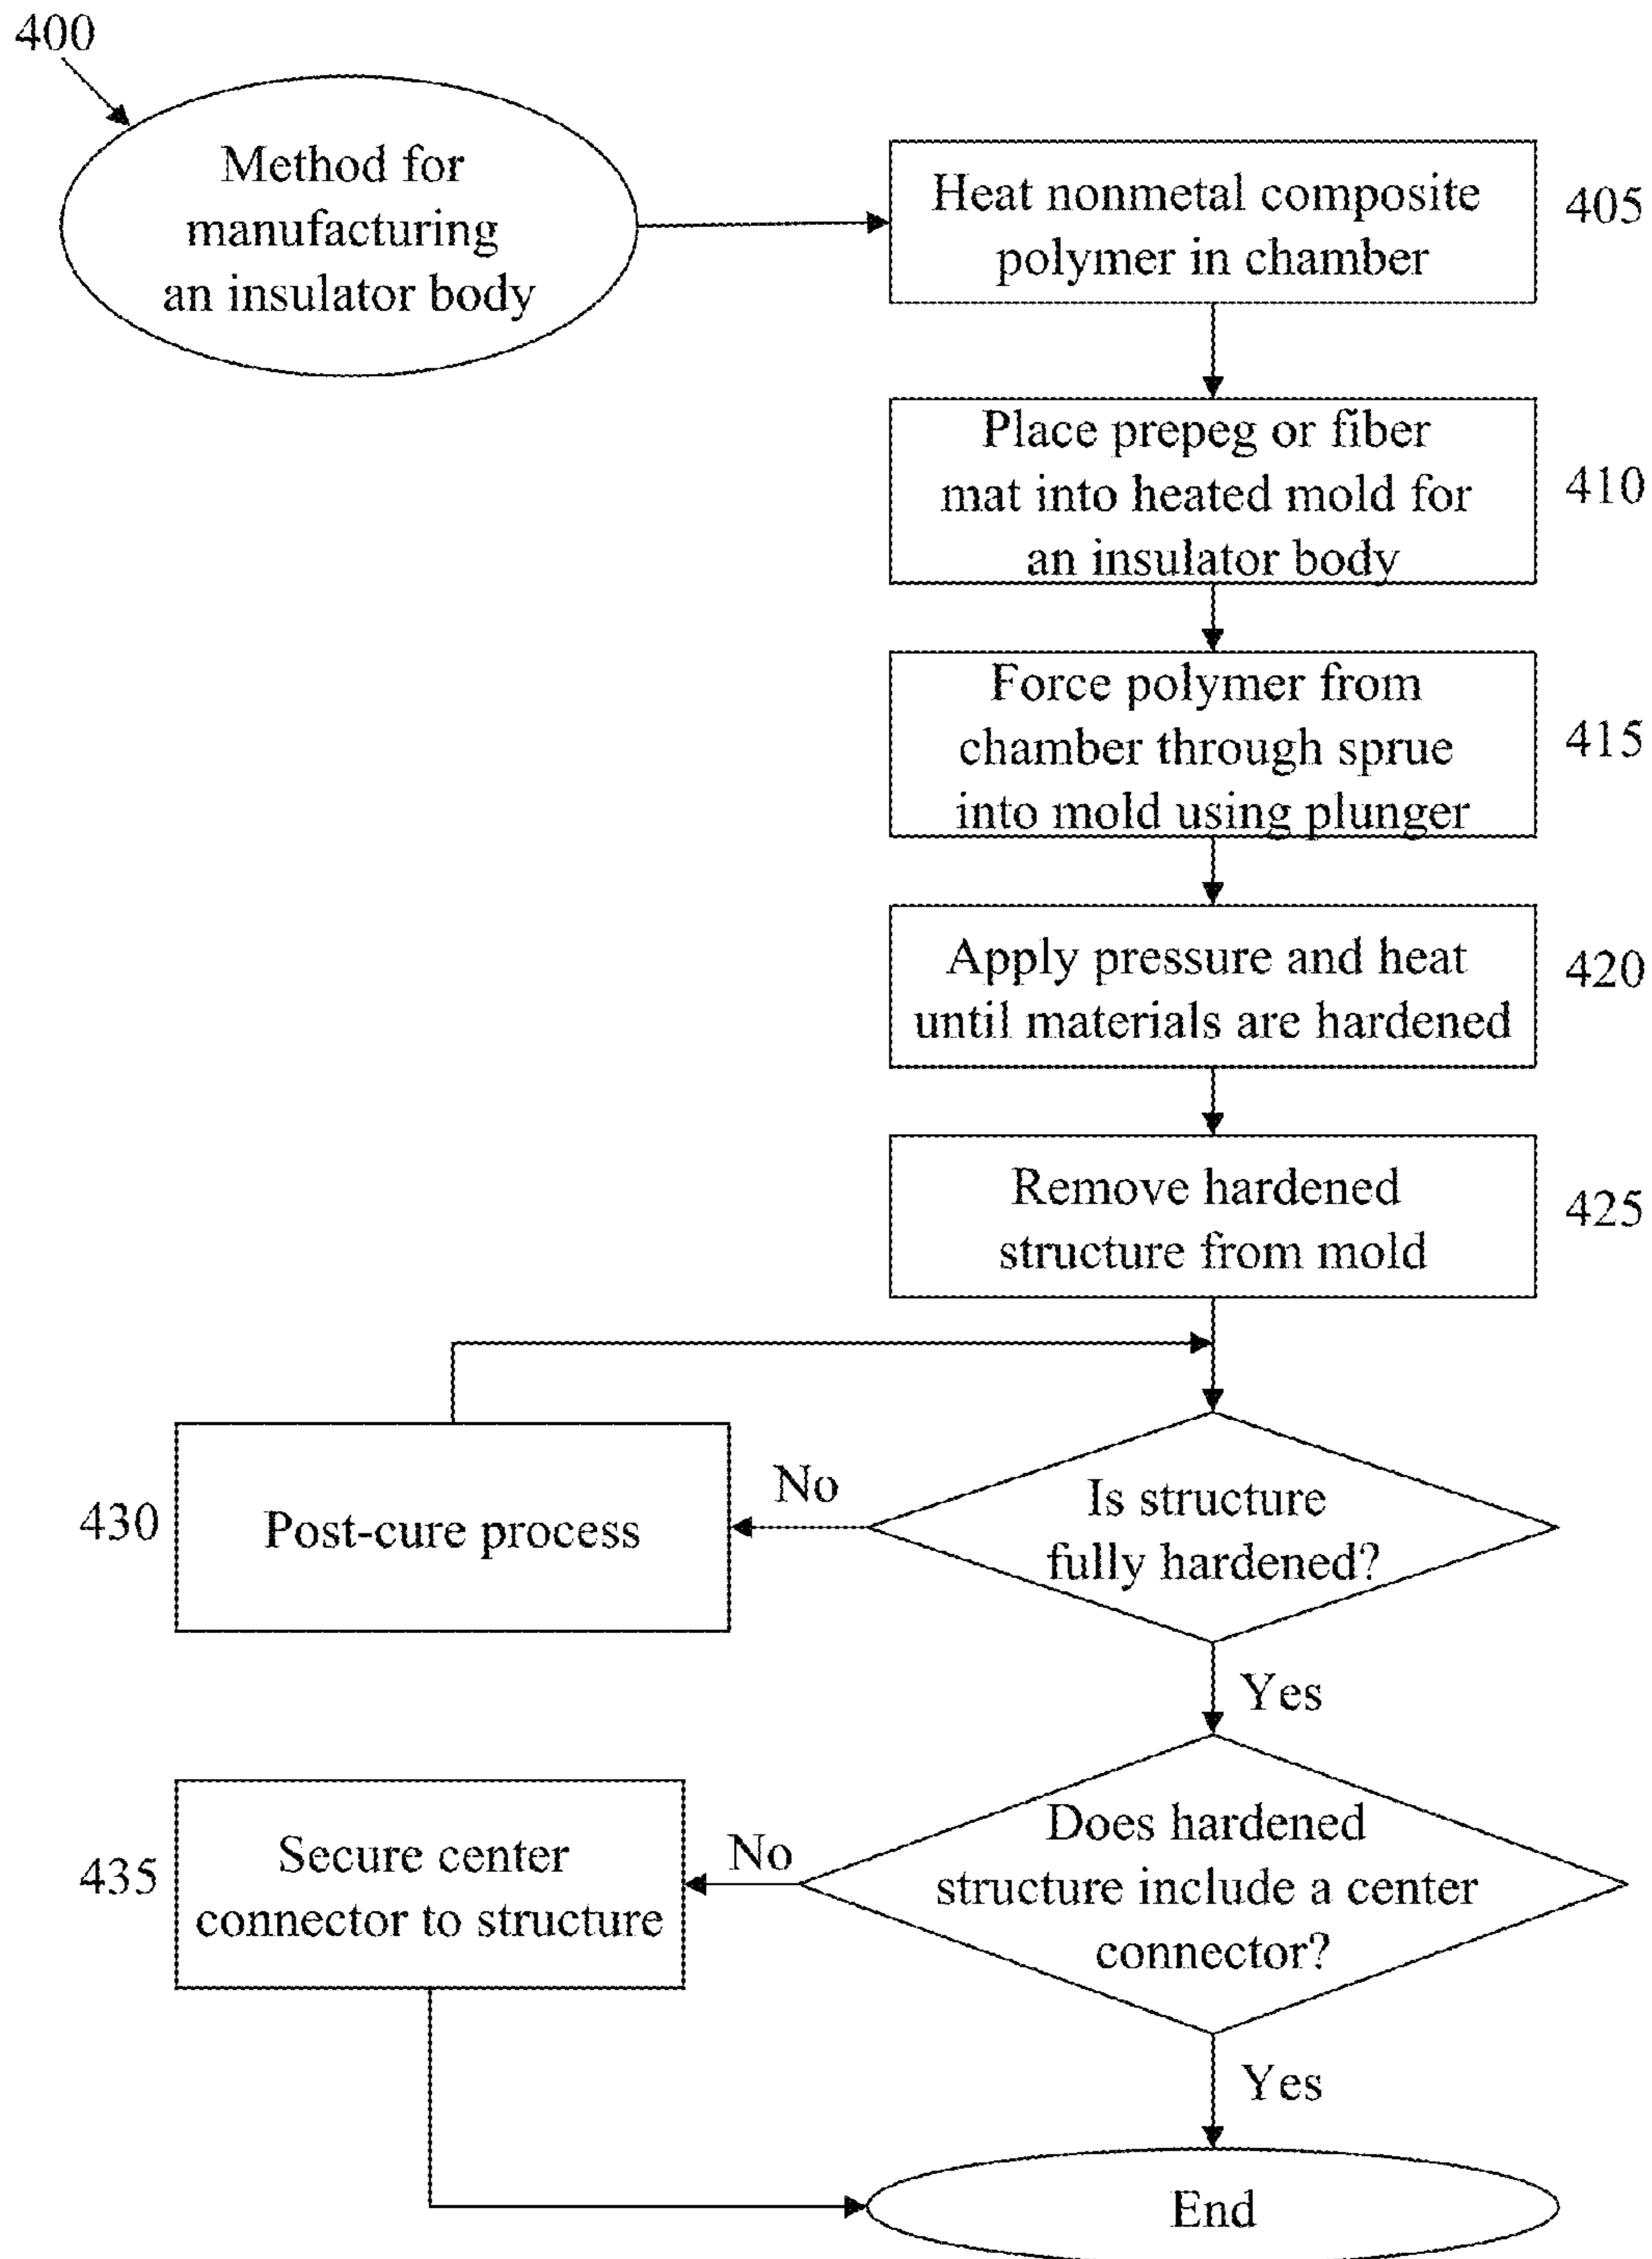 400
Method for
manufacturing
an insulator body
Heat nonmetal composite
polymer in chamber
405
Place prepeg or fiber
mat into heated mold for
an insulator body
410
Force polymer from
chamber through sprue
into mold using plunger
415
Apply pressure and heat
until materials are hardened
420
Remove hardened
structure from mold
425
Is structure
fully hardened?
No
430
Post-cure process
Yes
Does hardened
structure include a center
connector?
No
435
Secure center
connector to structure
Yes
End